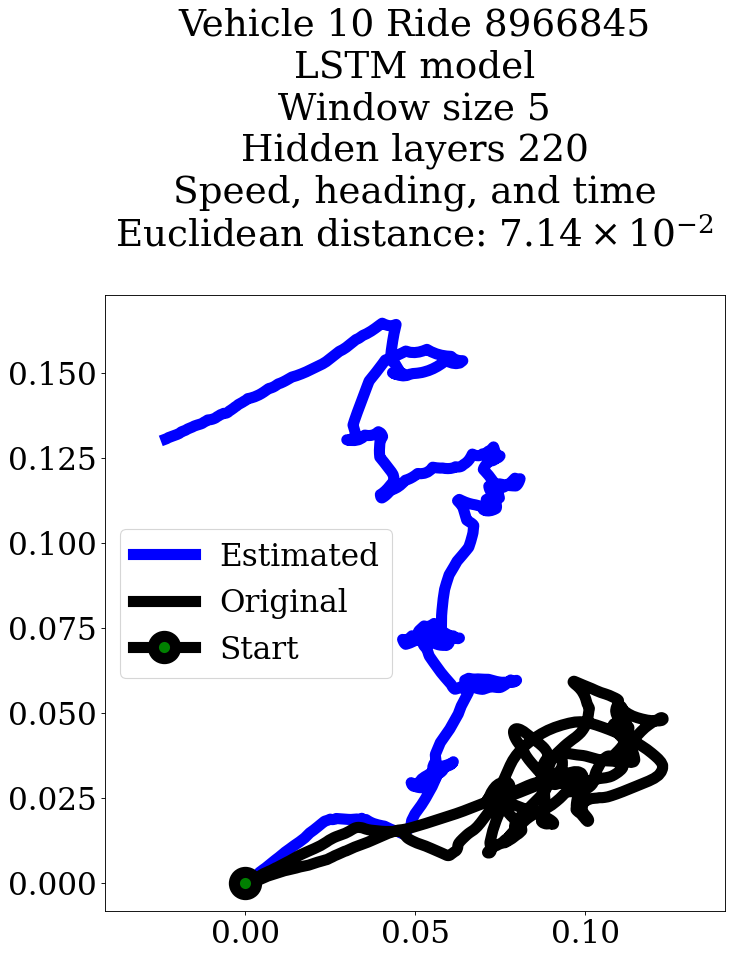 Vehicle 10 Ride 8966845
LSTM model
Window size 5
Hidden layers 220
Speed, heading, and time
Euclidean distance: 7.14 × 10⁻²
0.150
0.125
0.100
0.075
0.050
0.025
0.000
Estimated
Original
Start
0.00 0.05 0.10